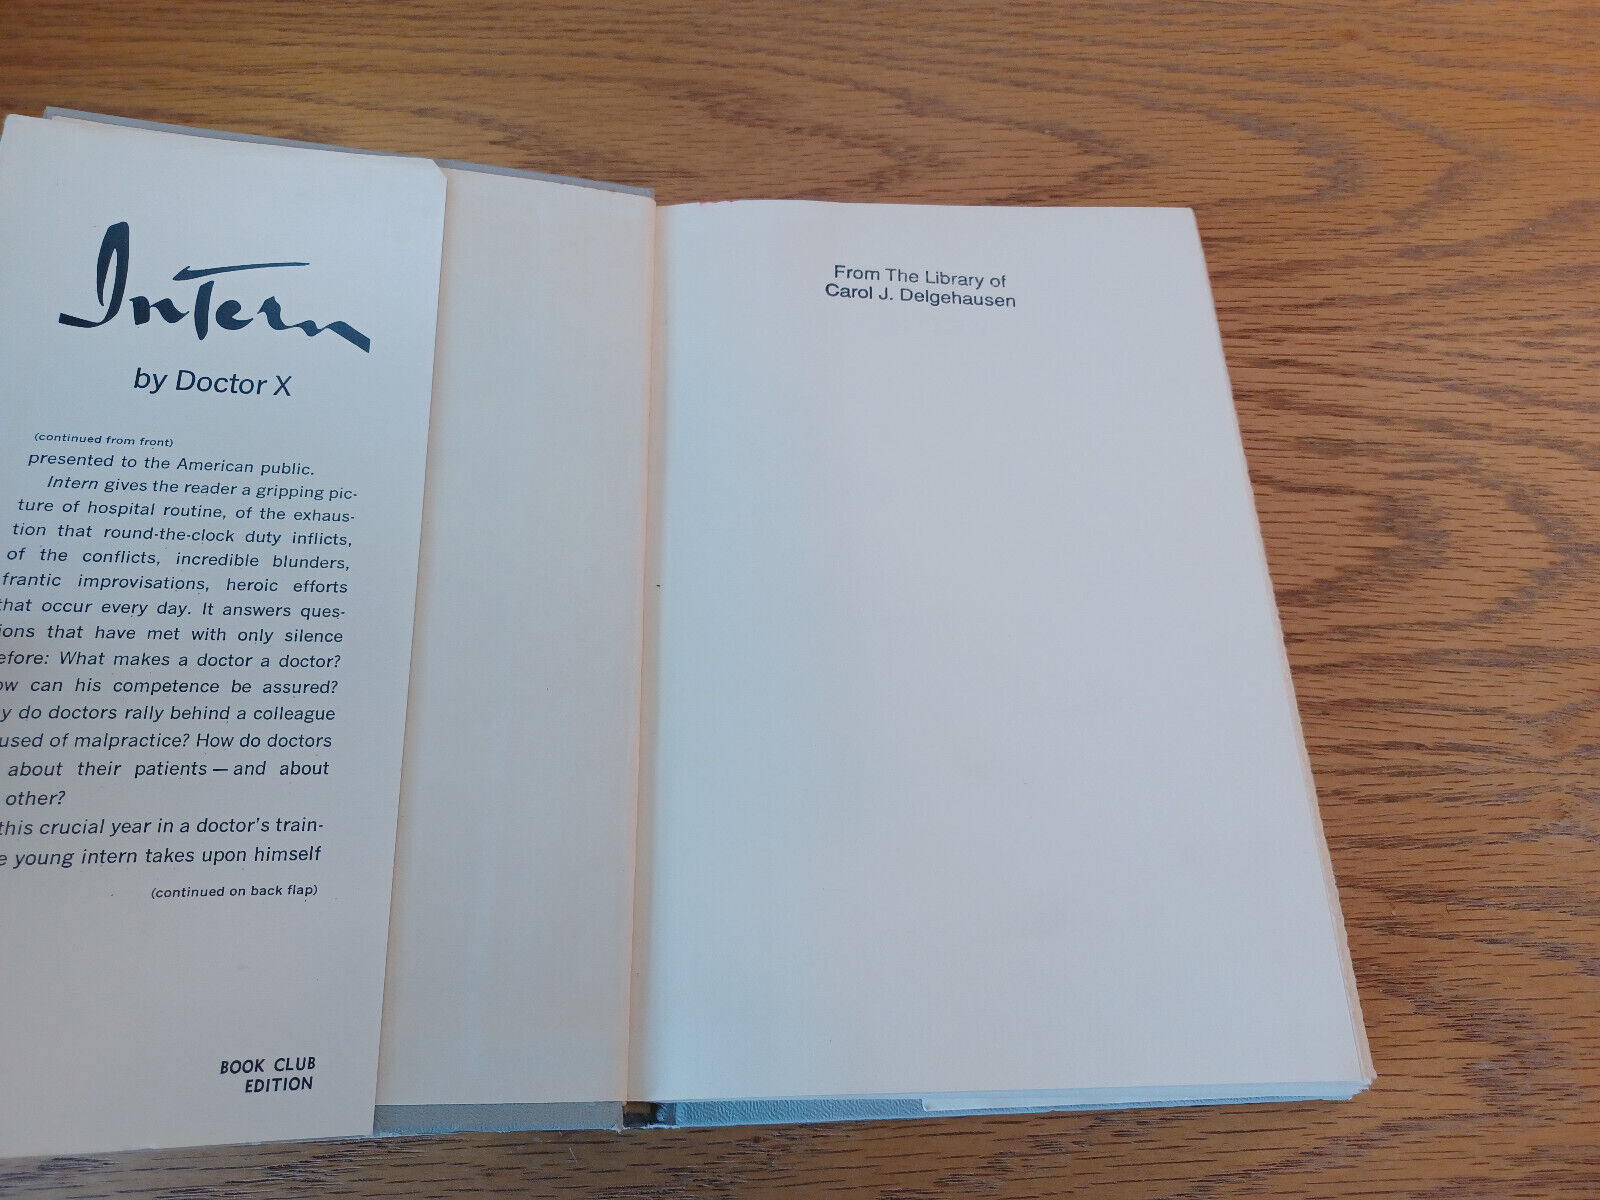 Intern
by Doctor X
(continued from front)
presented to the American public.
Intern gives the reader a gripping pic-
ture of hospital routine, of the exhaus-
tion that round-the-clock duty inflicts,
of the conflicts, incredible blunders,
frantic improvisations, heroic efforts
that occur every day. It answers ques-
ions that have met with only silence
efore: What makes a doctor a doctor?
ow can his competence be assured?
y do doctors rally behind a colleague
used of malpractice? How do doctors
about their patients — and about
other?
this crucial year in a doctor's train-
e young intern takes upon himself
(continued on back flap)
BOOK CLUB
EDITION
From The Library of
Carol J. Delgehausen